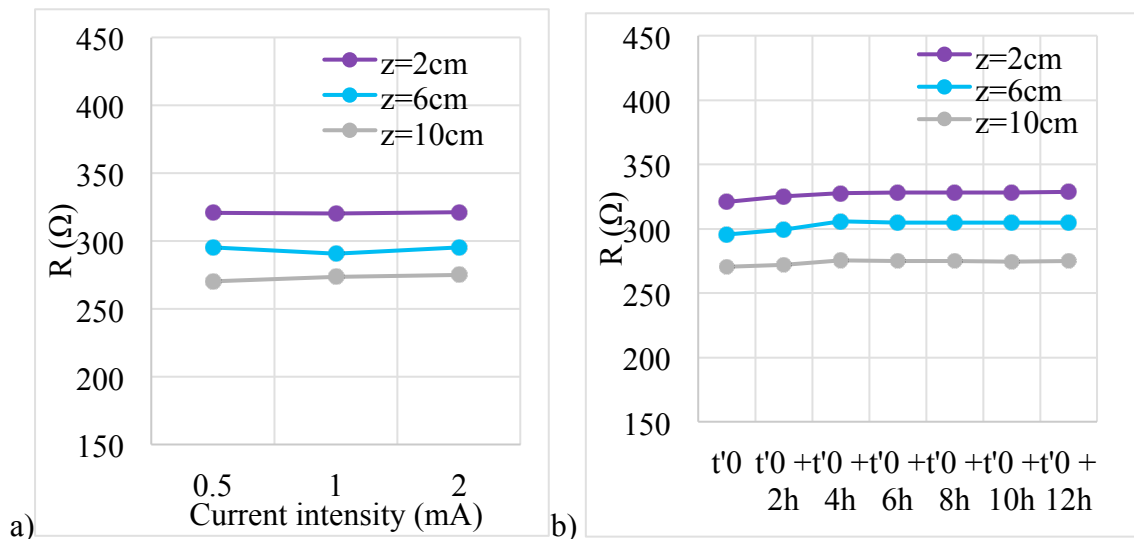 450
400
350
300
250
200
150
R (Ω)
z=2cm
z=6cm
z=10cm
0.5 1 2
Current intensity (mA)
a)
450
400
350
300
250
200
150
R (Ω)
z=2cm
z=6cm
z=10cm
t'0 t'0 + t'0 + t'0 + t'0 + t'0 + t'0 +
2h 4h 6h 8h 10h 12h
b)